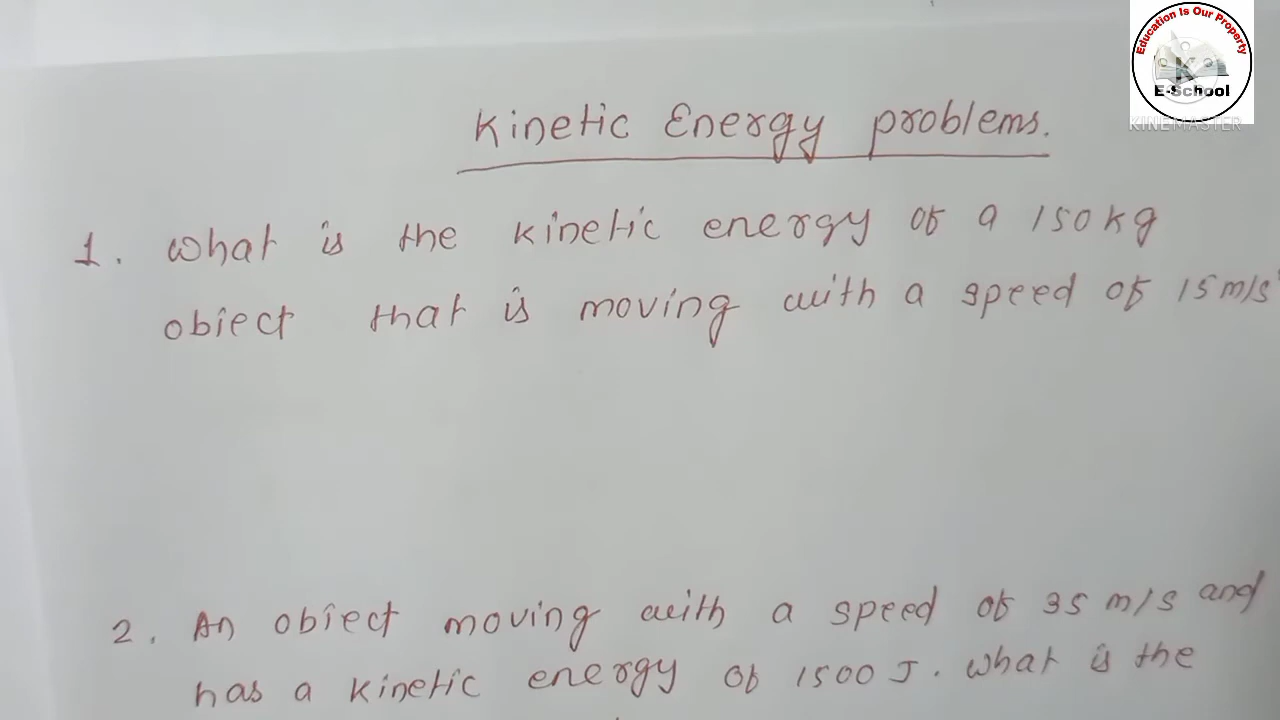 Education Is Our Property
E-School
KINEMASTER
Kinetic Energy problems.
1. What is the kinetic energy of a 150kg
object that is moving with a speed of 15m/s
2. An object moving with a speed of 35 m/s and
has a kinetic energy of 1500 J. What is the